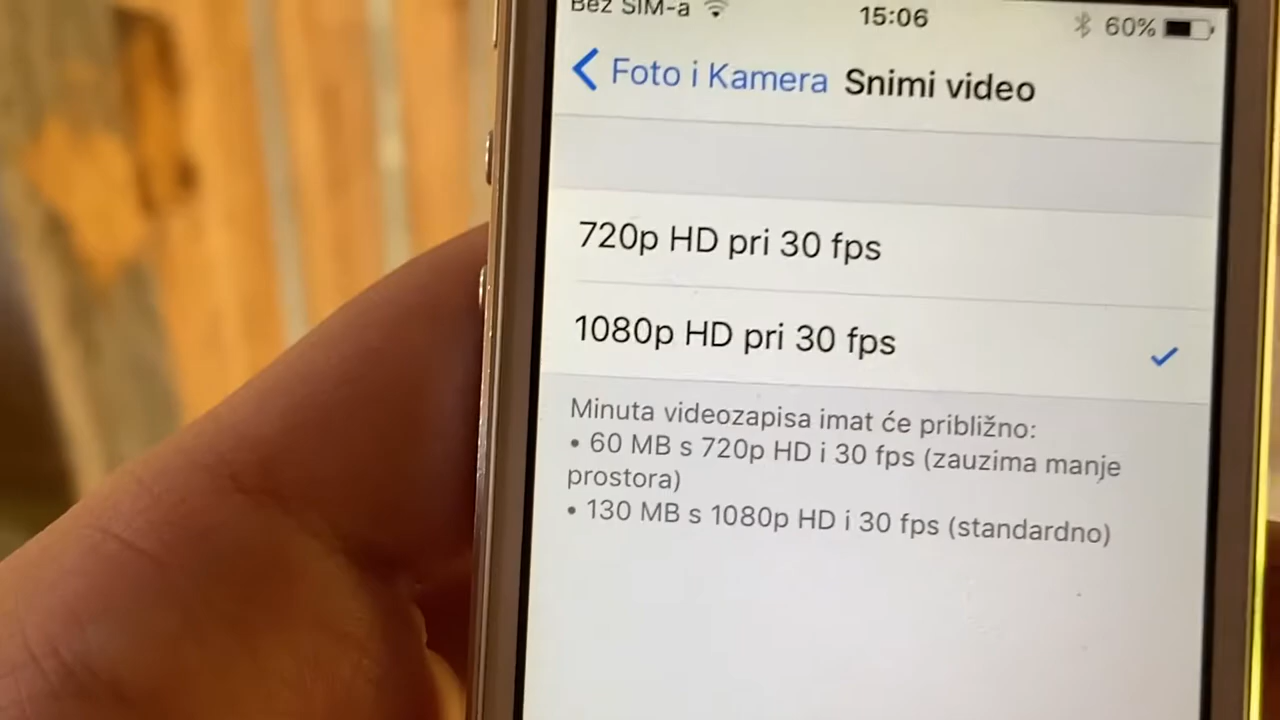 Bez SIM-a
15:06
60%
Foto i Kamera Snimi video
720p HD pri 30 fps
1080p HD pri 30 fps
Minuta videozapisa imat će približno:
• 60 MB s 720p HD i 30 fps (zauzima manje
prostora)
• 130 MB s 1080p HD i 30 fps (standardno)